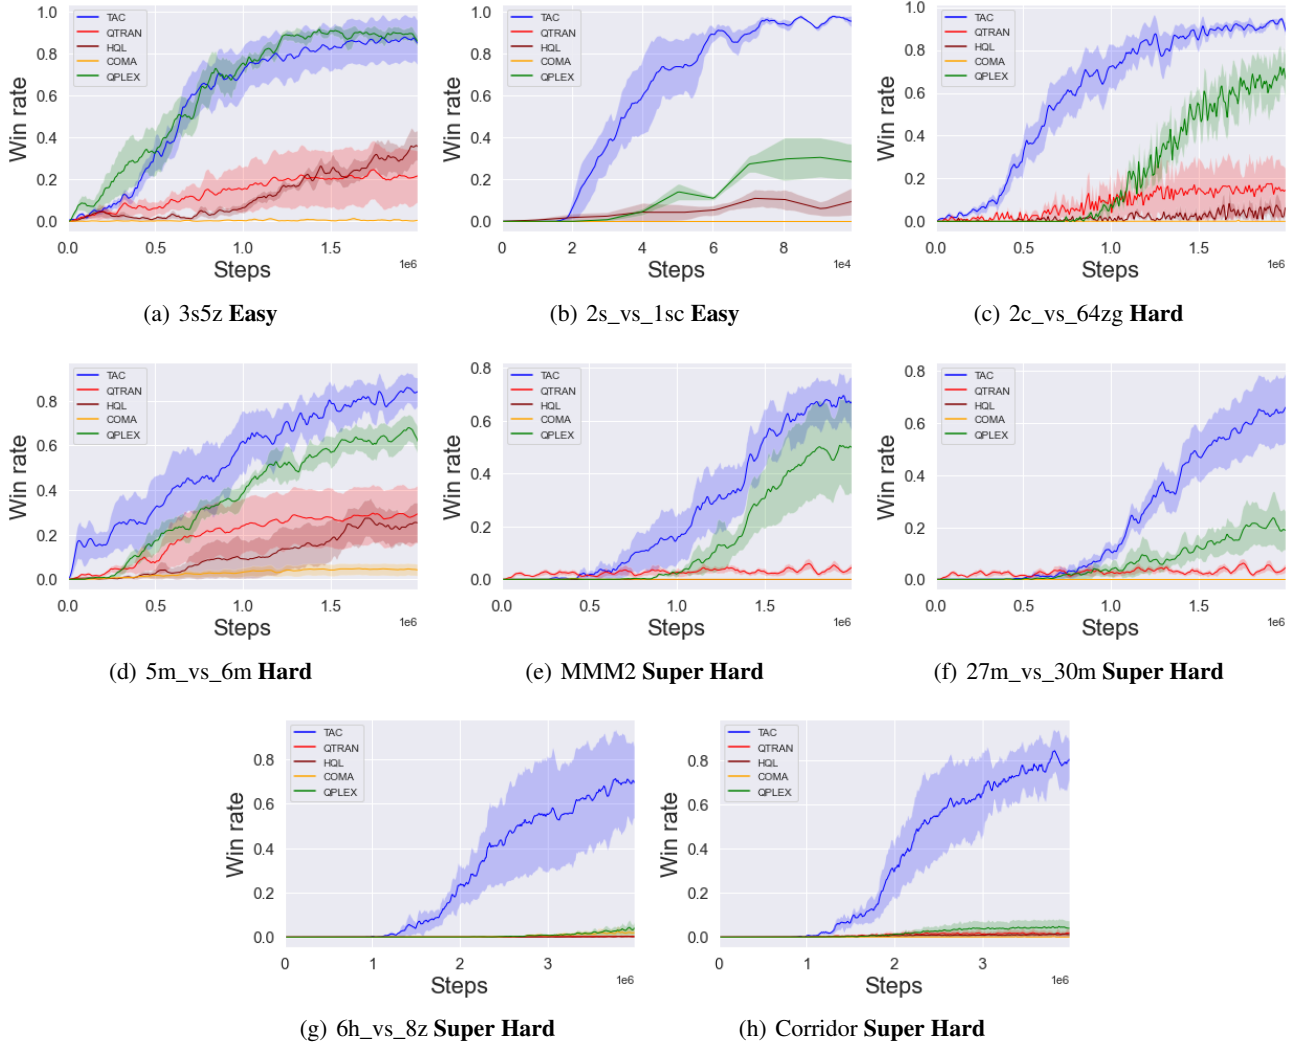 1.0
0.8
0.6
0.4
0.2
0.0
Win rate
TAC
QTRAN
HQL
COMA
QPLEX
0.0 0.5 1.0 1.5
1e6
Steps
(a) 3s5z Easy
1.0
0.8
0.6
0.4
0.2
0.0
Win rate
TAC
QTRAN
HQL
COMA
QPLEX
0 2 4 6 8
1e4
Steps
(b) 2s_vs_1sc Easy
1.0
0.8
0.6
0.4
0.2
0.0
Win rate
TAC
QTRAN
HQL
COMA
QPLEX
0.0 0.5 1.0 1.5
1e6
Steps
(c) 2c_vs_64zg Hard
0.8
0.6
0.4
0.2
0.0
Win rate
TAC
QTRAN
HQL
COMA
QPLEX
0.0 0.5 1.0 1.5
1e6
Steps
(d) 5m_vs_6m Hard
0.8
0.6
0.4
0.2
0.0
Win rate
TAC
QTRAN
HQL
COMA
QPLEX
0.0 0.5 1.0 1.5
1e6
Steps
(e) MMM2 Super Hard
0.8
0.6
0.4
0.2
0.0
Win rate
TAC
QTRAN
HQL
COMA
QPLEX
0.0 0.5 1.0 1.5
1e6
Steps
(f) 27m_vs_30m Super Hard
0.8
0.6
0.4
0.2
0.0
Win rate
TAC
QTRAN
HQL
COMA
QPLEX
0 1 2 3
1e6
Steps
(g) 6h_vs_8z Super Hard
0.8
0.6
0.4
0.2
0.0
Win rate
TAC
QTRAN
HQL
COMA
QPLEX
0 1 2 3
1e6
Steps
(h) Corridor Super Hard